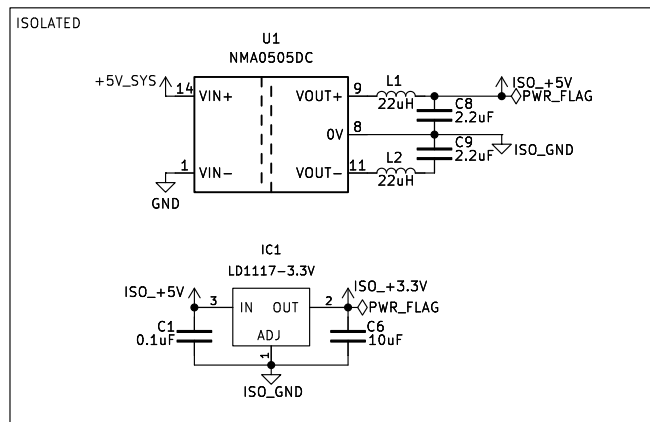 ISOLATED
U1
NMA0505DC
+5V_SYS
14 VIN+ VOUT+ 9
L1
22uH
ISO_+5V
PWR_FLAG
C8
2.2uF
0V 8
ISO_GND
C9
2.2uF
1 VIN- VOUT- 11
L2
22uH
GND
IC1
LD1117-3.3V
ISO_+5V
3 IN OUT 2
ISO_+3.3V
PWR_FLAG
C1
0.1uF
ADJ
1
C6
10uF
ISO_GND